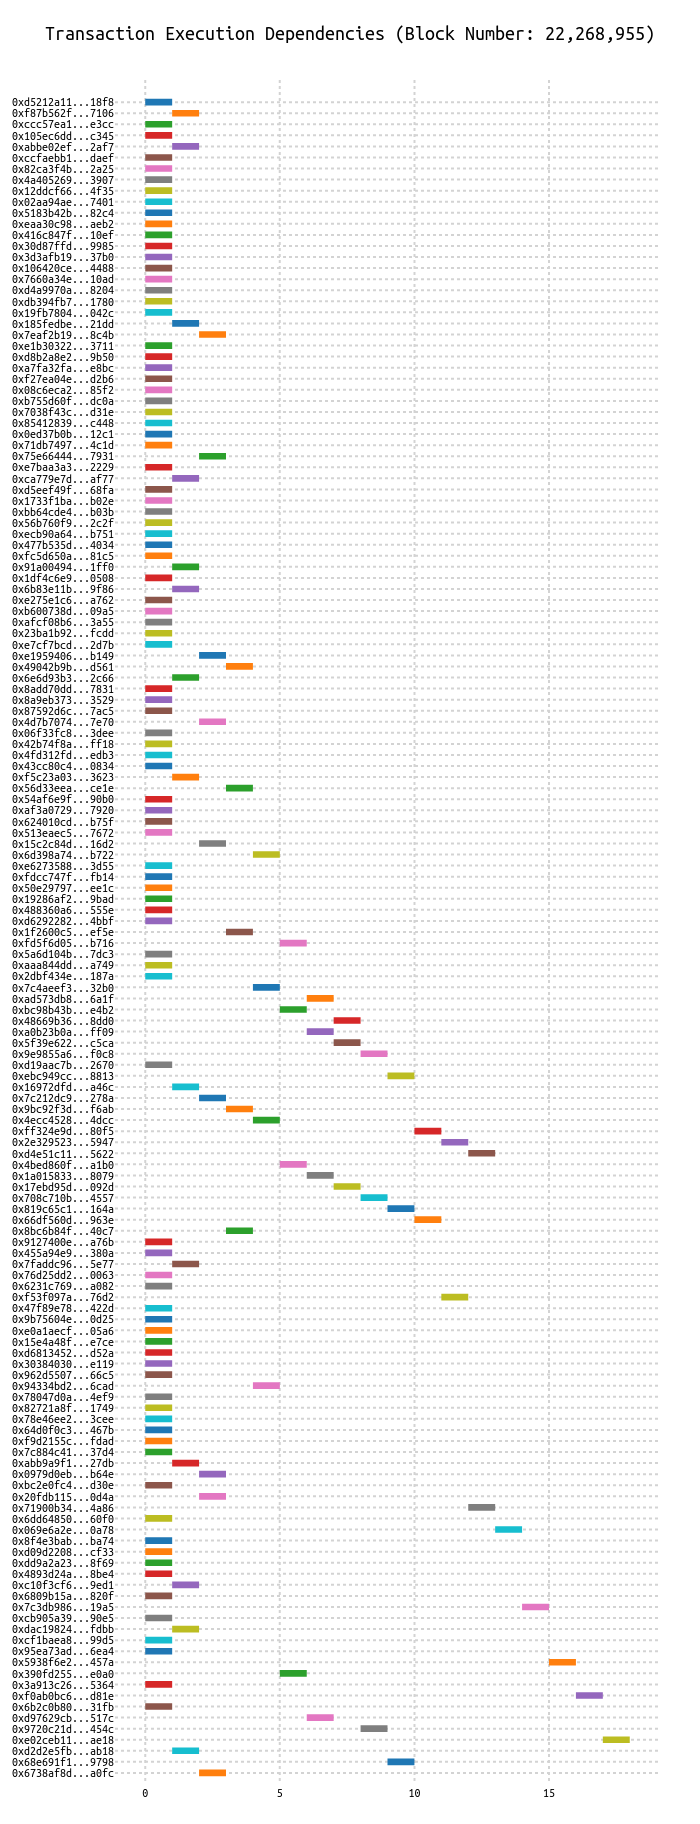 Transaction Execution Dependencies (Block Number: 22,268,955)
0xd5212a11...18f8
0xf87b562f...7106
0xccc57ea1...e3cc
0x105ec6dd...c345
0xabbe02ef...2af7
0xccfaebb1...daef
0x82ca3f4b...2a25
0x4a405269...3907
0x12ddcf66...4f35
0x02aa94ae...7401
0x5183b42b...82c4
0xeaa30c98...aeb2
0x416c847f...10ef
0x30d87ffd...9985
0x3d3afb19...37b0
0x106420ce...4488
0x7660a34e...10ad
0xd4a9970a...8204
0xdb394fb7...1780
0x19fb7804...042c
0x185fedbe...21dd
0x7eaf2b19...8c4b
0xe1b30322...3711
0xd8b2a8e2...9b50
0xa7fa32fa...e8bc
0xf27ea04e...d2b6
0x08c6eca2...85f2
0xb755d60f...dc0a
0x7038f43c...d31e
0x85412839...c448
0x0ed37b0b...12c1
0x71db7497...4c1d
0x75e66444...7931
0xe7baa3a3...2229
0xca779e7d...af77
0xd5eef49f...68fa
0x1733f1ba...b02e
0xbb64cde4...b03b
0x56b760f9...2c2f
0xecb90a64...b751
0x477b535d...4034
0xfc5d650a...81c5
0x91a00494...1ff0
0x1df4c6e9...0508
0x6b83e11b...9f86
0xe275e1c6...a762
0xb600738d...09a5
0xafcf08b6...3a55
0x23ba1b92...fcdd
0xe7cf7bcd...2d7b
0xe1959406...b149
0x49042b9b...d561
0x6e6d93b3...2c66
0x8add70dd...7831
0x8a9eb373...3529
0x87592d6c...7ac5
0x4d7b7074...7e70
0x06f33fc8...3dee
0x42b74f8a...ff18
0x4fd312fd...edb3
0x43cc80c4...0834
0xf5c23a03...3623
0x56d33eea...ce1e
0x54af6e9f...90b0
0xaf3a0729...7920
0x624010cd...b75f
0x513eaec5...7672
0x15c2c84d...16d2
0x6d398a74...b722
0xe6273588...3d55
0xfdcc747f...fb14
0x50e29797...ee1c
0x19286af2...9bad
0x488360a6...555e
0xd6292282...4bbf
0x1f2600c5...ef5e
0xfd5f6d05...b716
0x5a6d104b...7dc3
0xaaa844dd...a749
0x2dbf434e...187a
0x7c4aeef3...32b0
0xad573db8...6a1f
0xbc98b43b...e4b2
0x48669b36...8dd0
0xa0b23b0a...ff09
0x5f39e622...c5ca
0x9e9855a6...f0c8
0xd19aac7b...2670
0xebc949cc...8813
0x16972dfd...a46c
0x7c212dc9...278a
0x9bc92f3d...f6ab
0x4ecc4528...4dcc
0xff324e9d...80f5
0x2e329523...5947
0xd4e51c11...5622
0x4bed860f...a1b0
0x1a015833...8079
0x17ebd95d...092d
0x708c710b...4557
0x819c65c1...164a
0x66df560d...963e
0x8bc6b84f...40c7
0x9127400e...a76b
0x455a94e9...380a
0x7faddc96...5e77
0x76d25dd2...0063
0x6231c769...a082
0xf53f097a...76d2
0x47f89e78...422d
0x9b75604e...0d25
0xe0a1aecf...05a6
0x15e4a48f...e7ce
0xd6813452...d52a
0x30384030...e119
0x962d5507...66c5
0x94334bd2...6cad
0x78047d0a...4ef9
0x82721a8f...1749
0x78e46ee2...3cee
0x64d0f0c3...467b
0xf9d2155c...fdad
0x7c884c41...37d4
0xabb9a9f1...27db
0x0979d0eb...b64e
0xbc2e0fc4...d30e
0x20fdb115...0d4a
0x71900b34...4a86
0x6dd64850...60f0
0x069e6a2e...0a78
0x8f4e3bab...ba74
0xd09d2208...cf33
0xdd9a2a23...8f69
0x4893d24a...8be4
0xc10f3cf6...9ed1
0x6809b15a...820f
0x7c3db986...19a5
0xcb905a39...90e5
0xdac19824...fdbb
0xcf1baea8...99d5
0x95ea73ad...6ea4
0x5938f6e2...457a
0x390fd255...e0a0
0x3a913c26...5364
0xf0ab0bc6...d81e
0x6b2c0b80...31fb
0xd97629cb...517c
0x9720c21d...454c
0xe02ceb11...ae18
0xd2d2e5fb...ab18
0x68e691f1...9798
0x6738af8d...a0fc
0 5 10 15